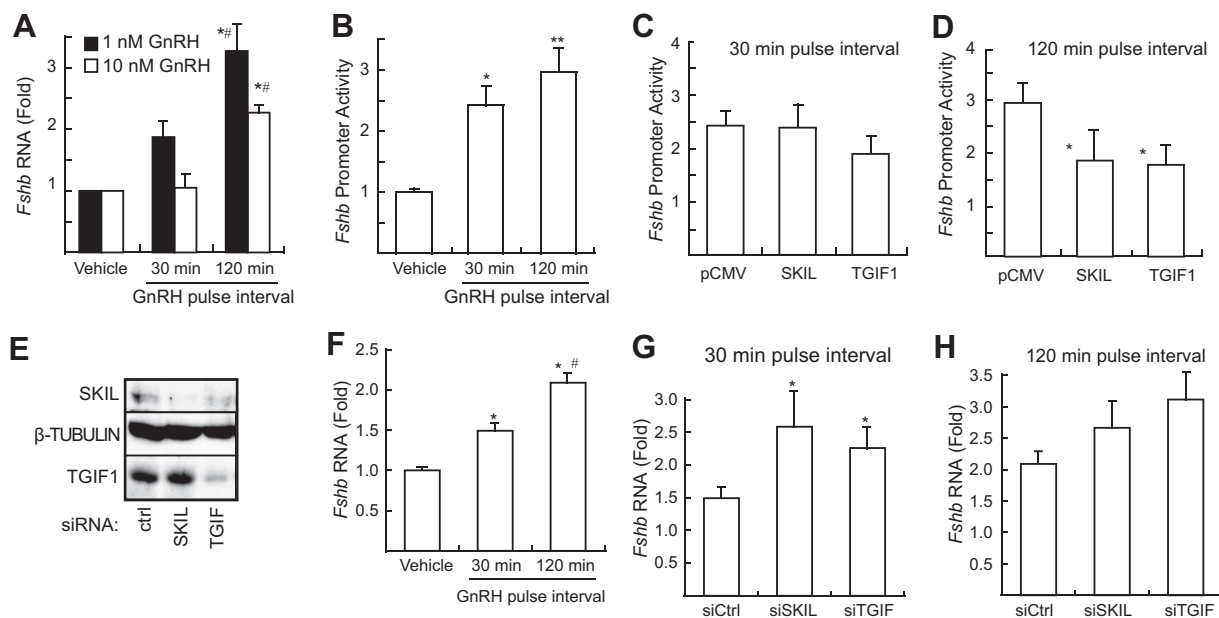 A
1 nM GnRH
10 nM GnRH
Fshb RNA (Fold)
3
2
1
*#
*#
Vehicle
30 min
120 min
GnRH pulse interval
B
Fshb Promoter Activity
4
3
2
1
*
**
Vehicle
30 min
120 min
GnRH pulse interval
C
30 min pulse interval
Fshb Promoter Activity
4
3
2
1
pCMV
SKIL
TGIF1
D
120 min pulse interval
Fshb Promoter Activity
4
3
2
1
*
*
pCMV
SKIL
TGIF1
E
SKIL
β-TUBULIN
TGIF1
siRNA:
ctrl
SKIL
TGIF
F
Fshb RNA (Fold)
2.5
2.0
1.5
1.0
0.5
*
* #
Vehicle
30 min
120 min
GnRH pulse interval
G
30 min pulse interval
Fshb RNA (Fold)
3.0
2.5
2.0
1.5
1.0
0.5
*
*
siCtrl
siSKIL
siTGIF
H
120 min pulse interval
Fshb RNA (Fold)
3.5
3.0
2.5
2.0
1.5
1.0
0.5
siCtrl
siSKIL
siTGIF